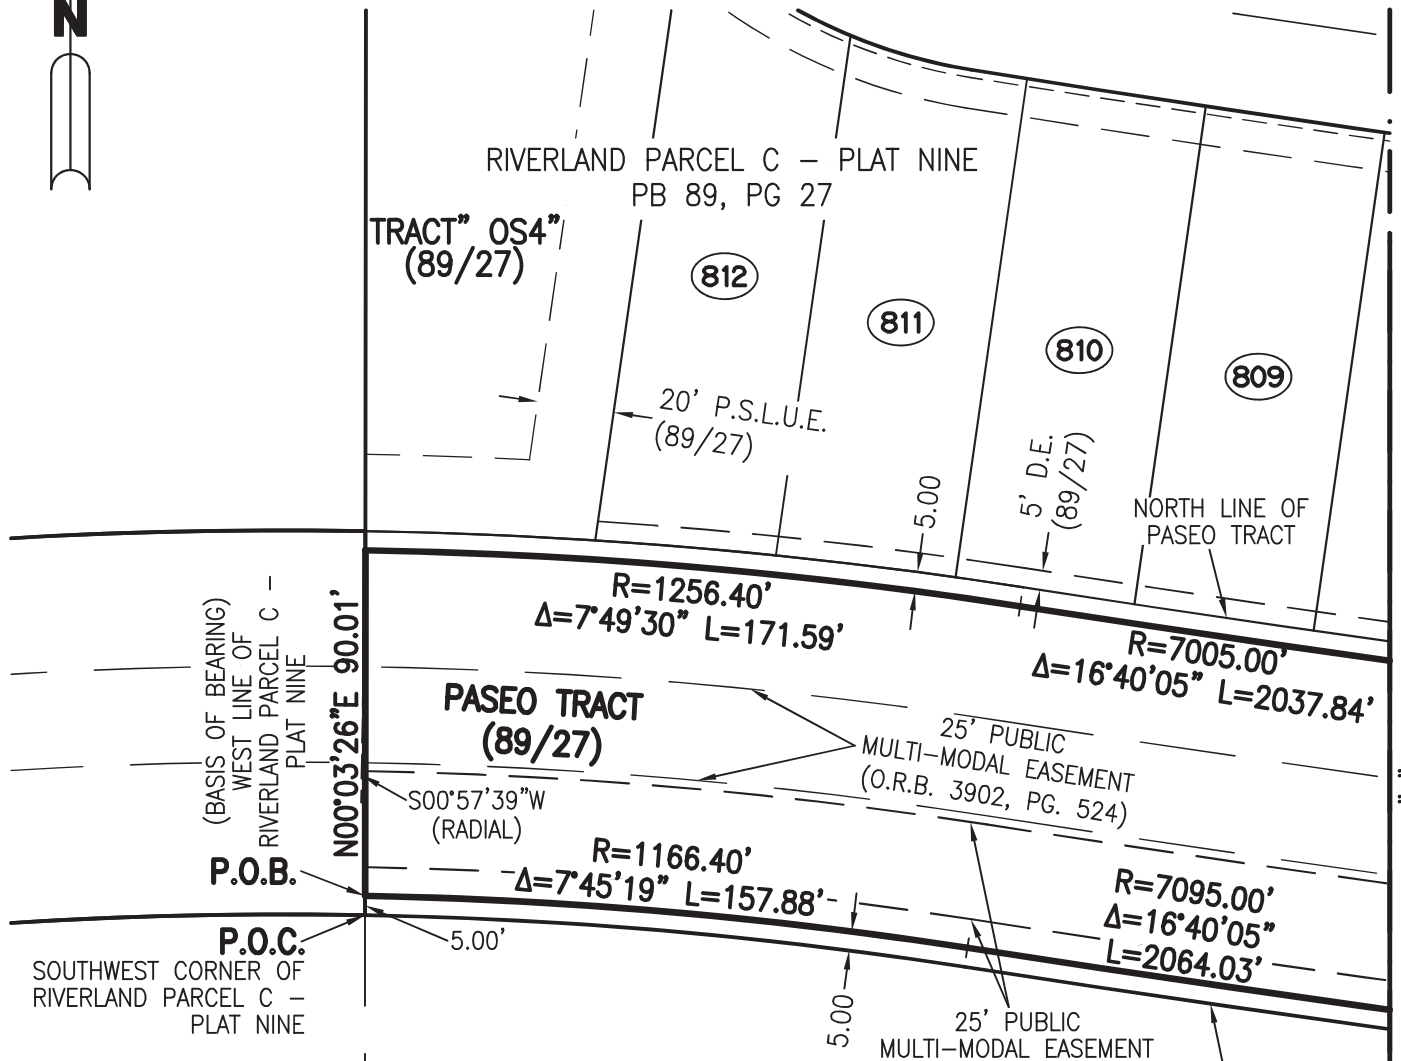 N
RIVERLAND PARCEL C – PLAT NINE
PB 89, PG 27
TRACT" OS4"
(89/27)
812
811
810
809
20' P.S.L.U.E.
(89/27)
5.00
5' D.E.
(89/27)
NORTH LINE OF
PASEO TRACT
R=1256.40'
Δ=7°49'30" L=171.59'
R=7005.00'
Δ=16°40'05" L=2037.84'
(BASIS OF BEARING)
WEST LINE OF
RIVERLAND PARCEL C –
PLAT NINE
N00°03'26"E 90.01'
PASEO TRACT
(89/27)
25' PUBLIC
MULTI-MODAL EASEMENT
(O.R.B. 3902, PG. 524)
S00°57'39"W
(RADIAL)
R=1166.40'
Δ=7°45'19" L=157.88'
R=7095.00'
Δ=16°40'05"
L=2064.03'
P.O.B.
P.O.C.
5.00'
SOUTHWEST CORNER OF
RIVERLAND PARCEL C –
PLAT NINE
5.00
25' PUBLIC
MULTI-MODAL EASEMENT